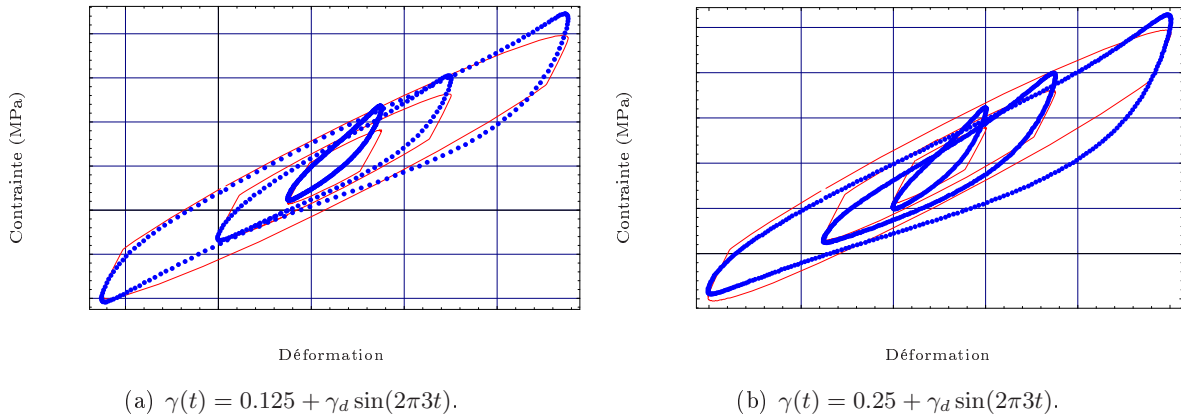 Contrainte (MPa)
Déformation
(a) γ(t) = 0.125 + γ_d sin(2π3t).
Contrainte (MPa)
Déformation
(b) γ(t) = 0.25 + γ_d sin(2π3t).